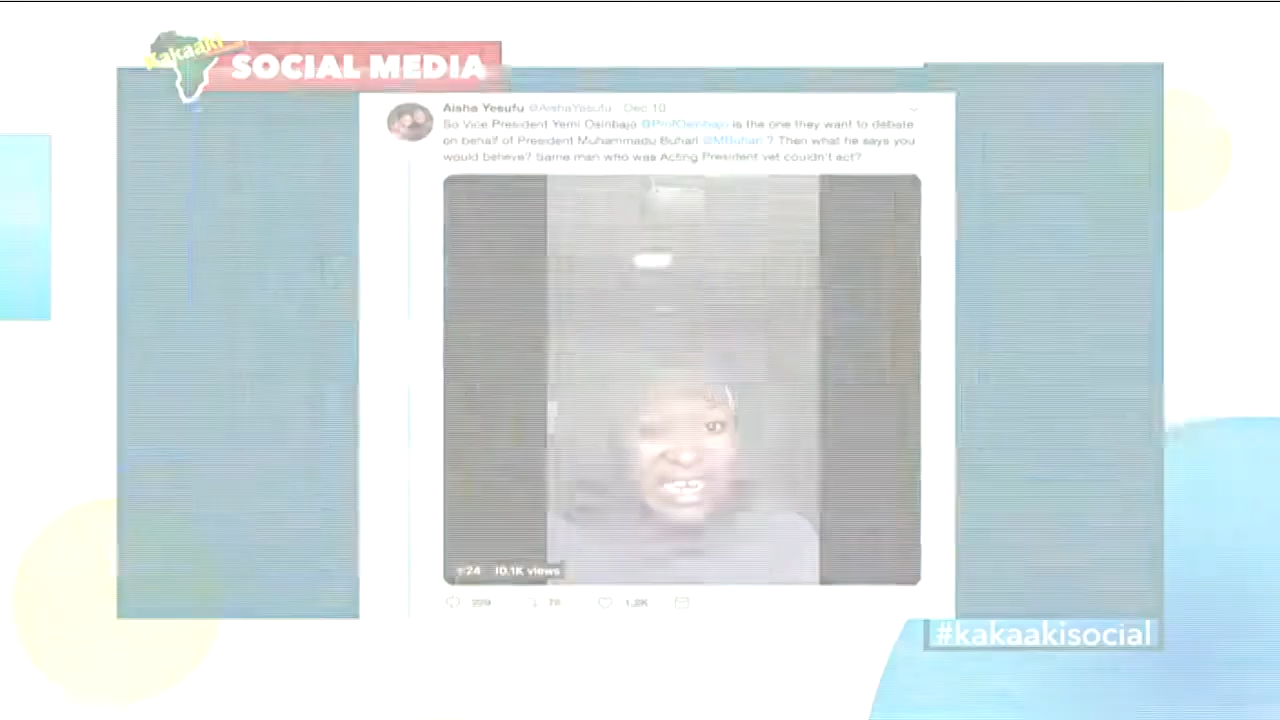 Kakaaki
SOCIAL MEDIA
Aisha Yesufu @AishaYesufu · Dec 10
So Vice President Yemi Osinbajo @ProfOsinbajo is the one they want to debate
on behalf of President Muhammadu Buhari @MBuhari ? Then what he says you
would believe? Same man who was Acting President yet couldn't act?
10.1K views
229
78
#kakaakisocial